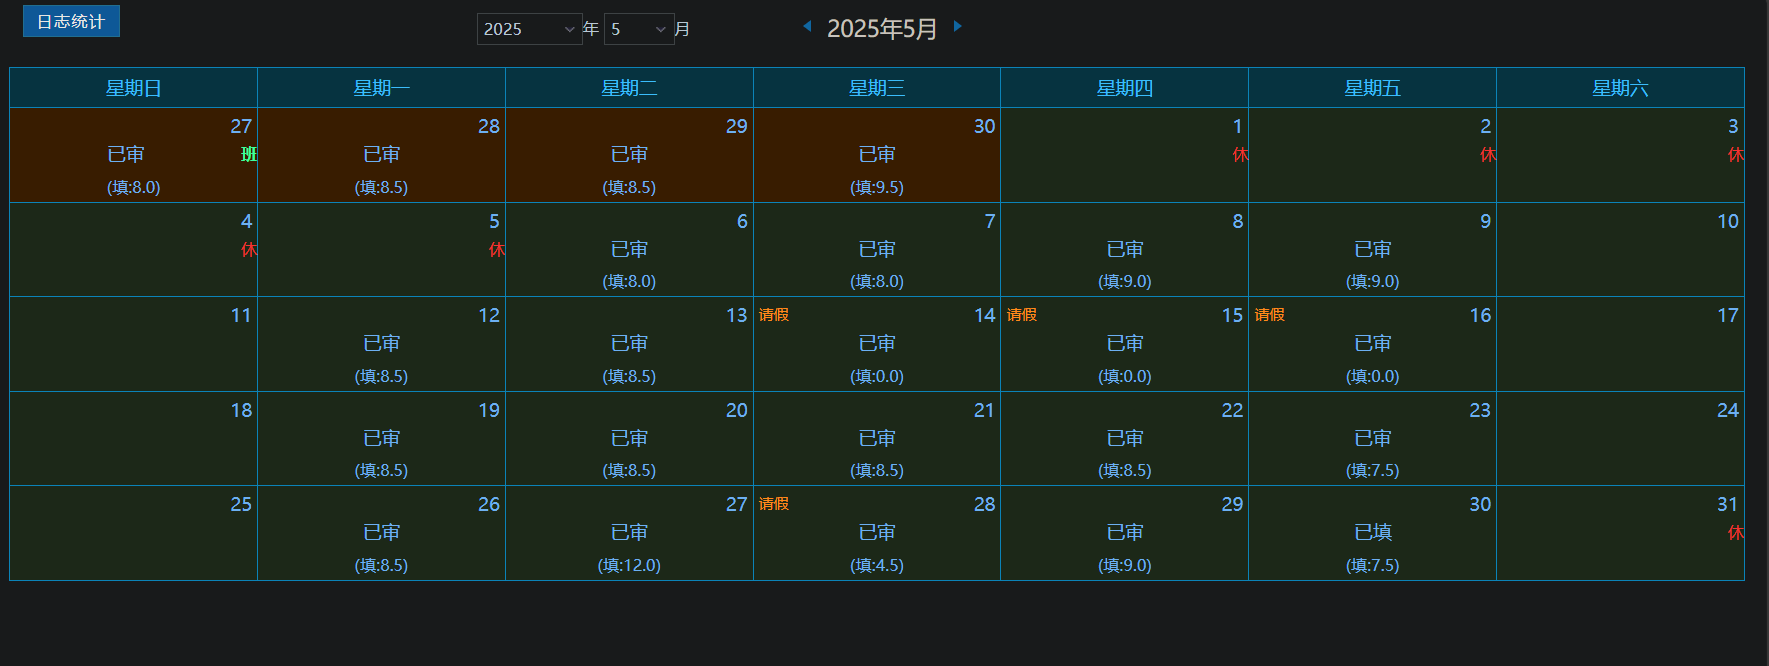 日志统计
2025 年 5 月
2025年5月
星期日 星期一 星期二 星期三 星期四 星期五 星期六
27 28 29 30 1 2 3
已审 班 已审 已审 已审 休 休 休
(填:8.0) (填:8.5) (填:8.5) (填:9.5)
4 5 6 7 8 9 10
休 休 已审 已审 已审 已审
(填:8.0) (填:8.0) (填:9.0) (填:9.0)
11 12 13 请假 14 请假 15 请假 16 17
已审 已审 已审 已审 已审
(填:8.5) (填:8.5) (填:0.0) (填:0.0) (填:0.0)
18 19 20 21 22 23 24
已审 已审 已审 已审 已审
(填:8.5) (填:8.5) (填:8.5) (填:8.5) (填:7.5)
25 26 27 请假 28 29 30 31
已审 已审 已审 已审 已填 休
(填:8.5) (填:12.0) (填:4.5) (填:9.0) (填:7.5)